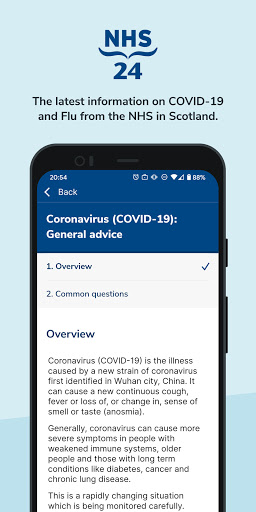 NHS
24
The latest information on COVID-19
and Flu from the NHS in Scotland.
20:54
88%
Back
Coronavirus (COVID-19):
General advice
1. Overview
2. Common questions
Overview
Coronavirus (COVID-19) is the illness
caused by a new strain of coronavirus
first identified in Wuhan city, China. It
can cause a new continuous cough,
fever or loss of, or change in, sense of
smell or taste (anosmia).
Generally, coronavirus can cause more
severe symptoms in people with
weakened immune systems, older
people and those with long term
conditions like diabetes, cancer and
chronic lung disease.
This is a rapidly changing situation
which is being monitored carefully.